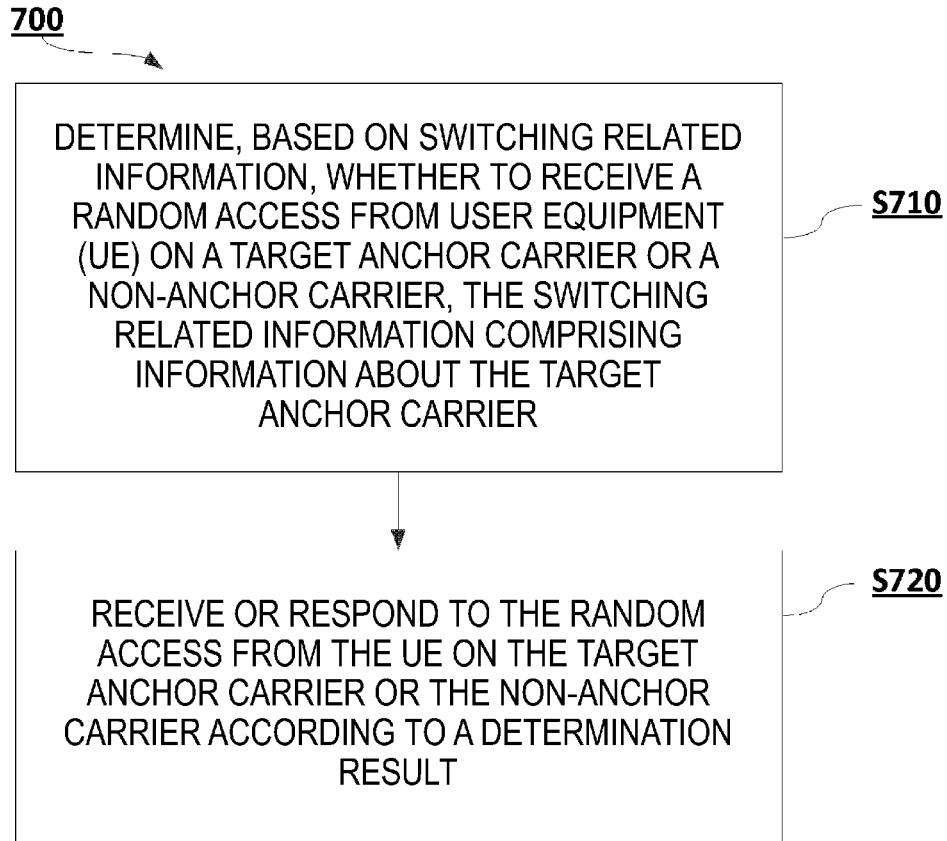 700
DETERMINE, BASED ON SWITCHING RELATED
INFORMATION, WHETHER TO RECEIVE A
RANDOM ACCESS FROM USER EQUIPMENT
(UE) ON A TARGET ANCHOR CARRIER OR A
NON-ANCHOR CARRIER, THE SWITCHING
RELATED INFORMATION COMPRISING
INFORMATION ABOUT THE TARGET
ANCHOR CARRIER
S710
RECEIVE OR RESPOND TO THE RANDOM
ACCESS FROM THE UE ON THE TARGET
ANCHOR CARRIER OR THE NON-ANCHOR
CARRIER ACCORDING TO A DETERMINATION
RESULT
S720